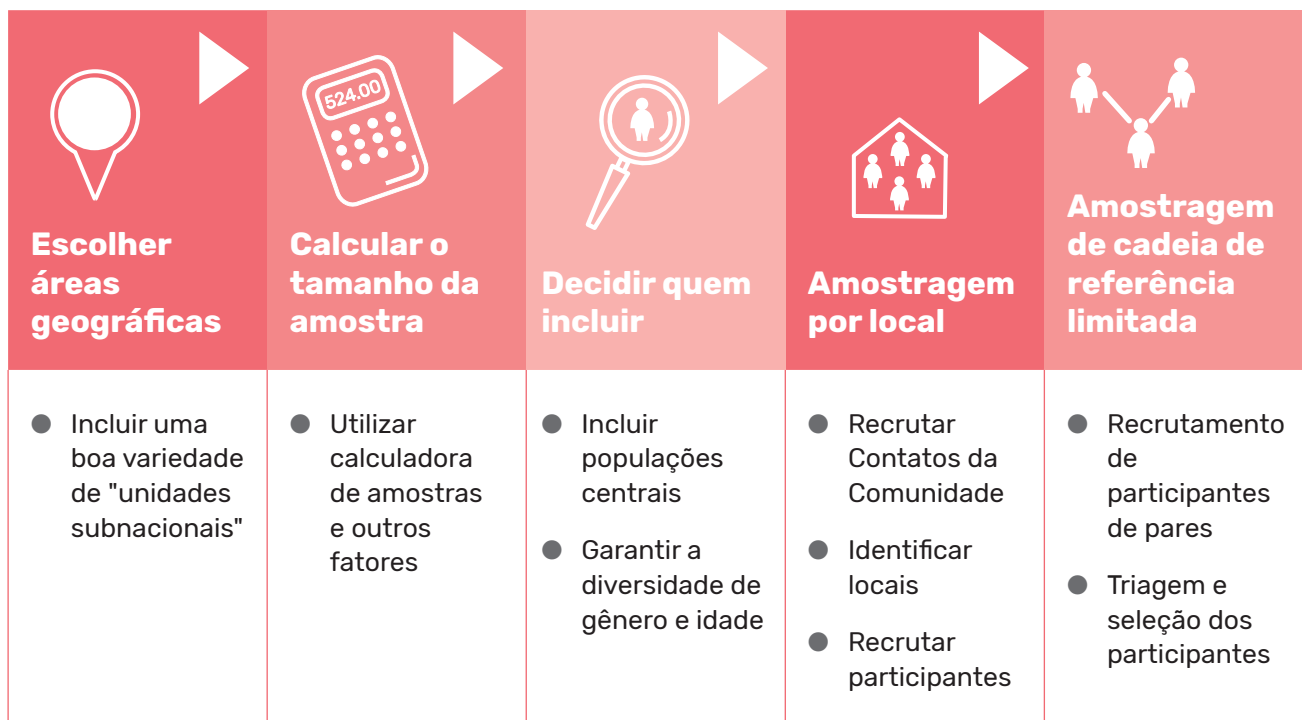 Escolher
áreas
geográficas
● Incluir uma
boa variedade
de "unidades
subnacionais"
524.00
Calcular o
tamanho da
amostra
● Utilizar
calculadora
de amostras
e outros
fatores
Decidir quem
incluir
● Incluir
populações
centrais
● Garantir a
diversidade de
gênero e idade
Amostragem
por local
● Recrutar
Contatos da
Comunidade
● Identificar
locais
● Recrutar
participantes
Amostragem
de cadeia de
referência
limitada
● Recrutamento
de
participantes
de pares
● Triagem e
seleção dos
participantes